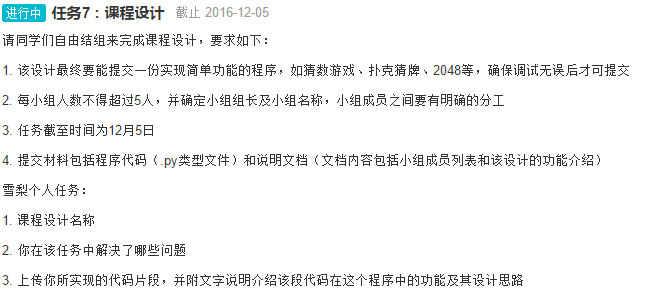 进行中 任务7：课程设计 截止 2016-12-05
请同学们自由结组来完成课程设计，要求如下：
1. 该设计最终要能提交一份实现简单功能的程序，如猜数游戏、扑克猜牌、2048等，确保调试无误后才可提交
2. 每小组人数不得超过5人，并确定小组组长及小组名称，小组成员之间要有明确的分工
3. 任务截至时间为12月5日
4. 提交材料包括程序代码（.py类型文件）和说明文档（文档内容包括小组成员列表和该设计的功能介绍）
雪梨个人任务：
1. 课程设计名称
2. 你在该任务中解决了哪些问题
3. 上传你所实现的代码片段，并附文字说明介绍该段代码在这个程序中的功能及其设计思路